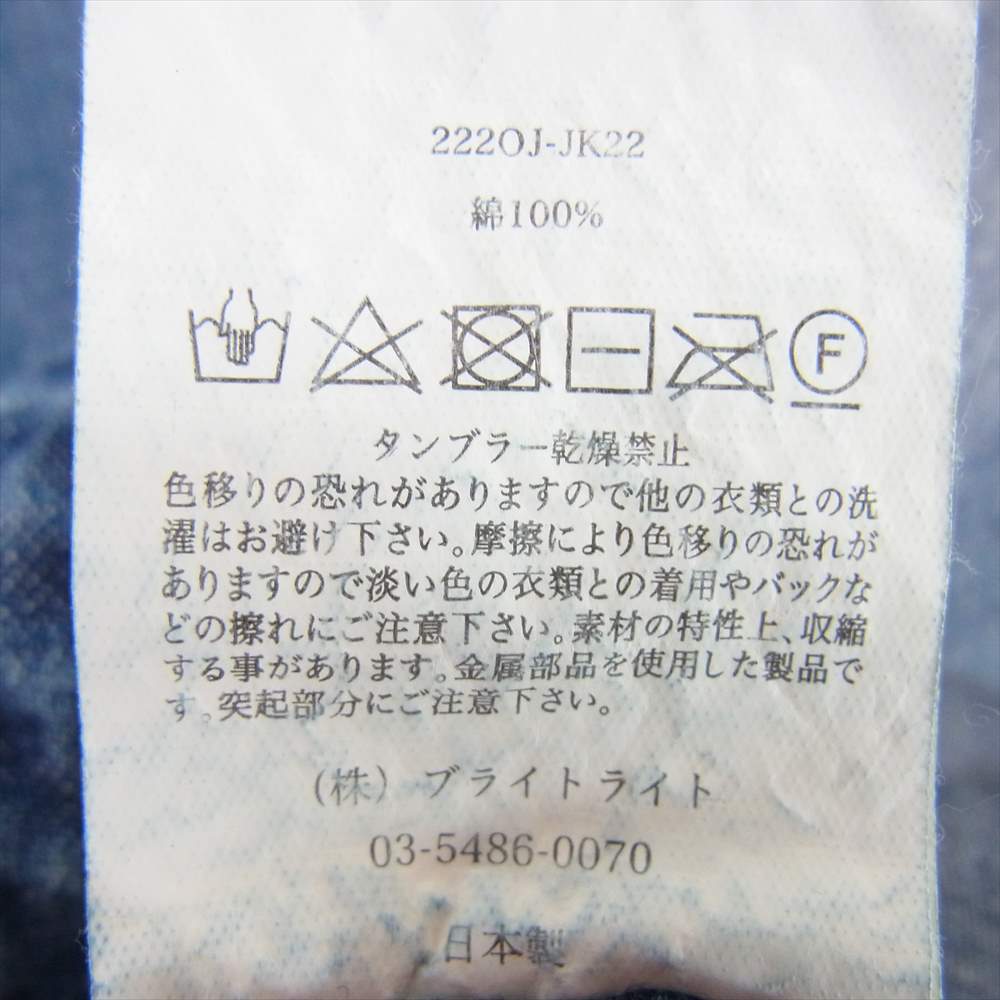 222OJ-JK22
綿100%
F
タンブラー乾燥禁止
色移りの恐れがありますので他の衣類との洗
濯はお避け下さい。摩擦により色移りの恐れが
ありますので淡い色の衣類との着用やバックな
どの擦れにご注意下さい。素材の特性上、収縮
する事があります。金属部品を使用した製品で
す。突起部分にご注意下さい。
(株) ブライトライト
03-5486-0070
日本製